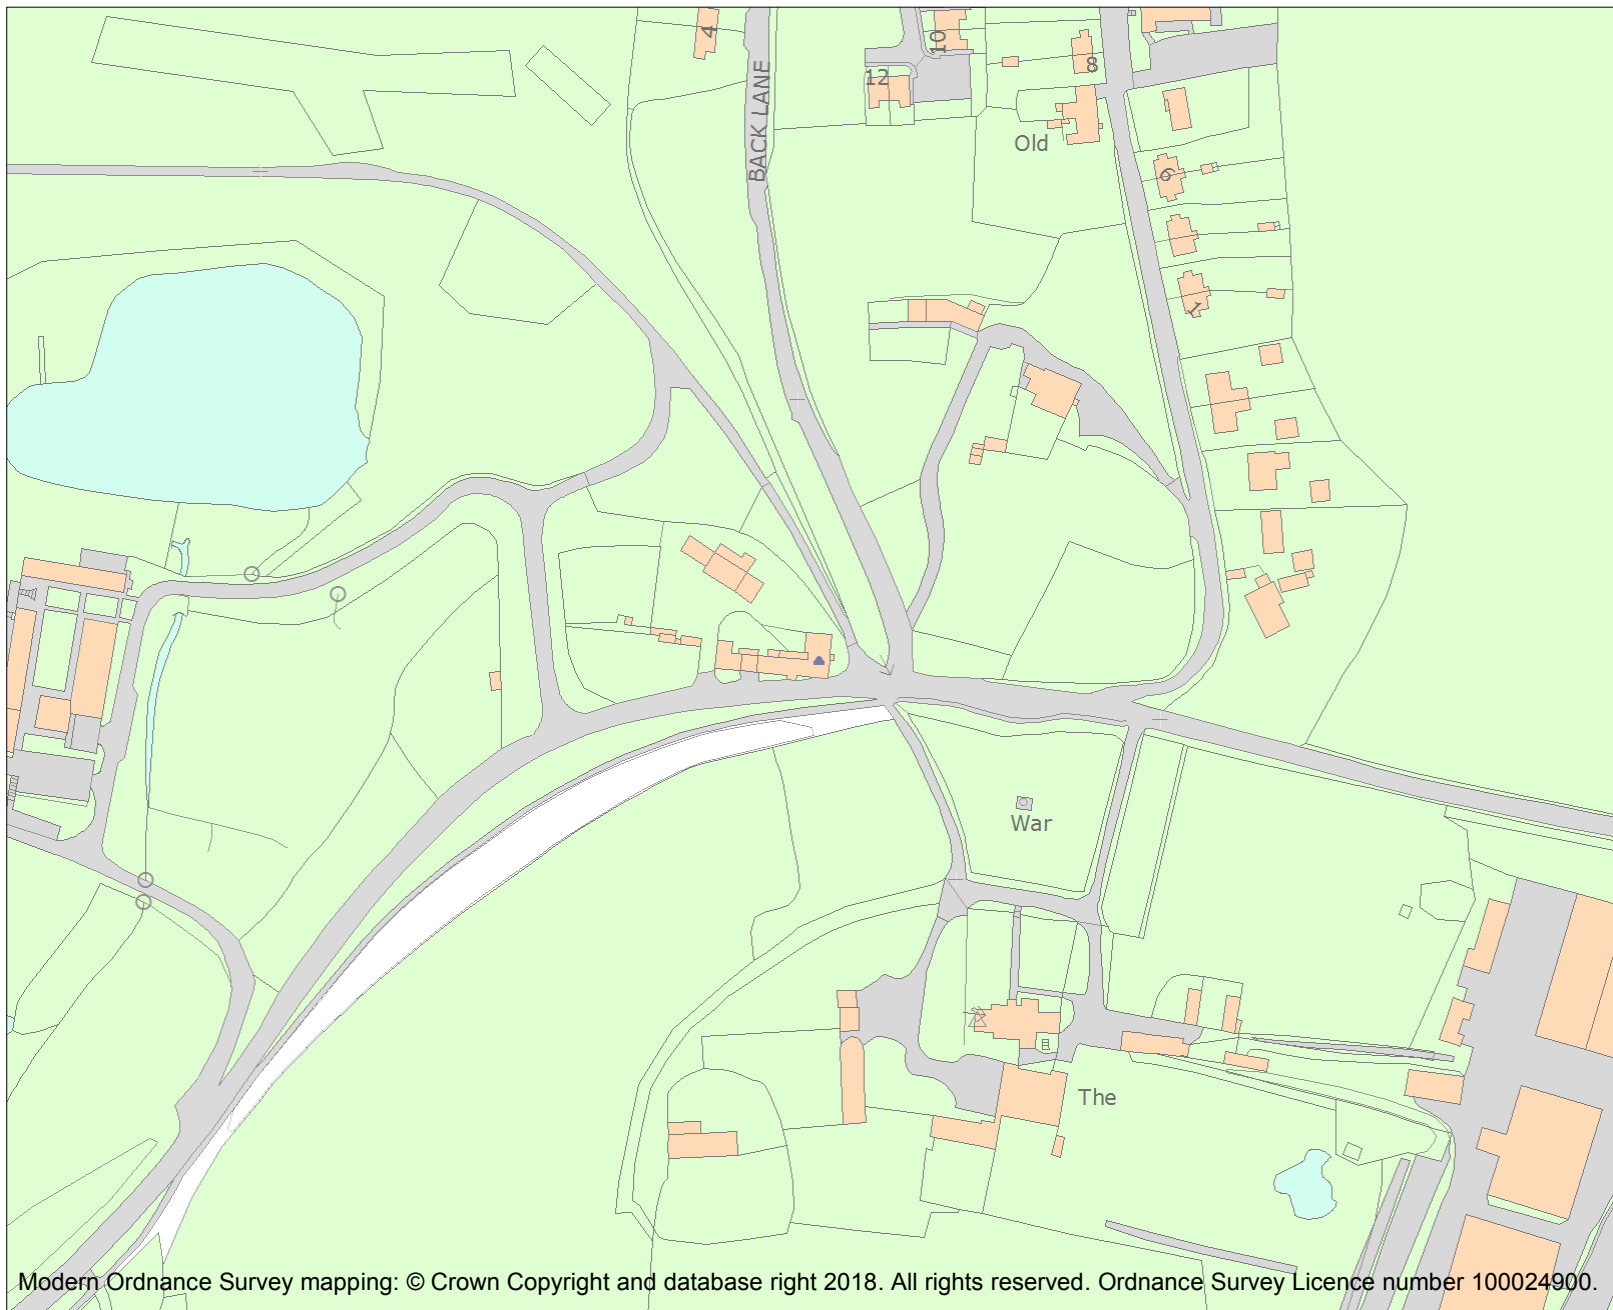 4
10
8
12
BACK LANE
Old
6
1
War
The
Modern Ordnance Survey mapping: © Crown Copyright and database right 2018. All rights reserved. Ordnance Survey Licence number 100024900.